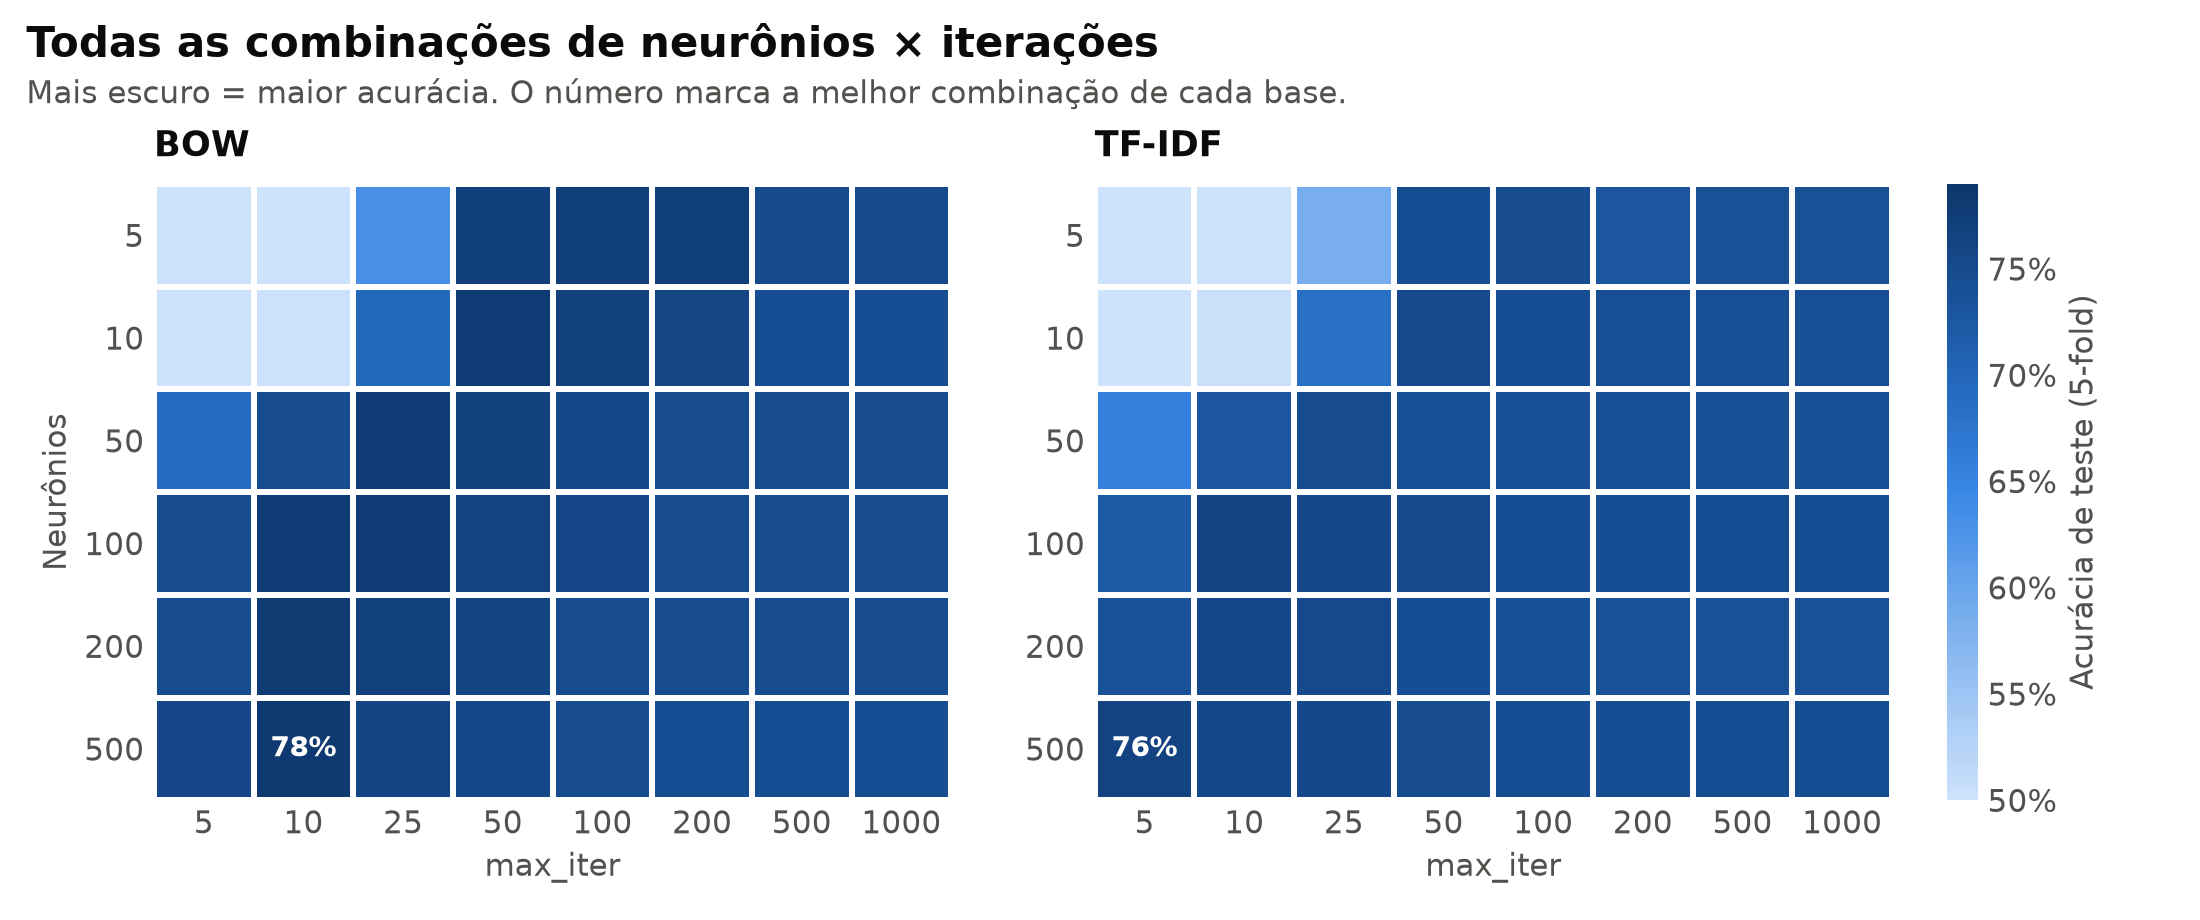 Todas as combinações de neurônios × iterações
Mais escuro = maior acurácia. O número marca a melhor combinação de cada base.
BOW
Neurônios
5
10
50
100
200
500
78%
5 10 25 50 100 200 500 1000
max_iter
TF-IDF
5
10
50
100
200
500
76%
5 10 25 50 100 200 500 1000
max_iter
75%
70%
65%
60%
55%
50%
Acurácia de teste (5-fold)